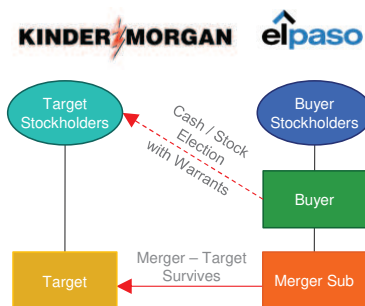 KINDER MORGAN
elpaso
Target
Stockholders
Cash / Stock
Election
with Warrants
Buyer
Stockholders
Buyer
Merger – Target
Survives
Target
Merger Sub